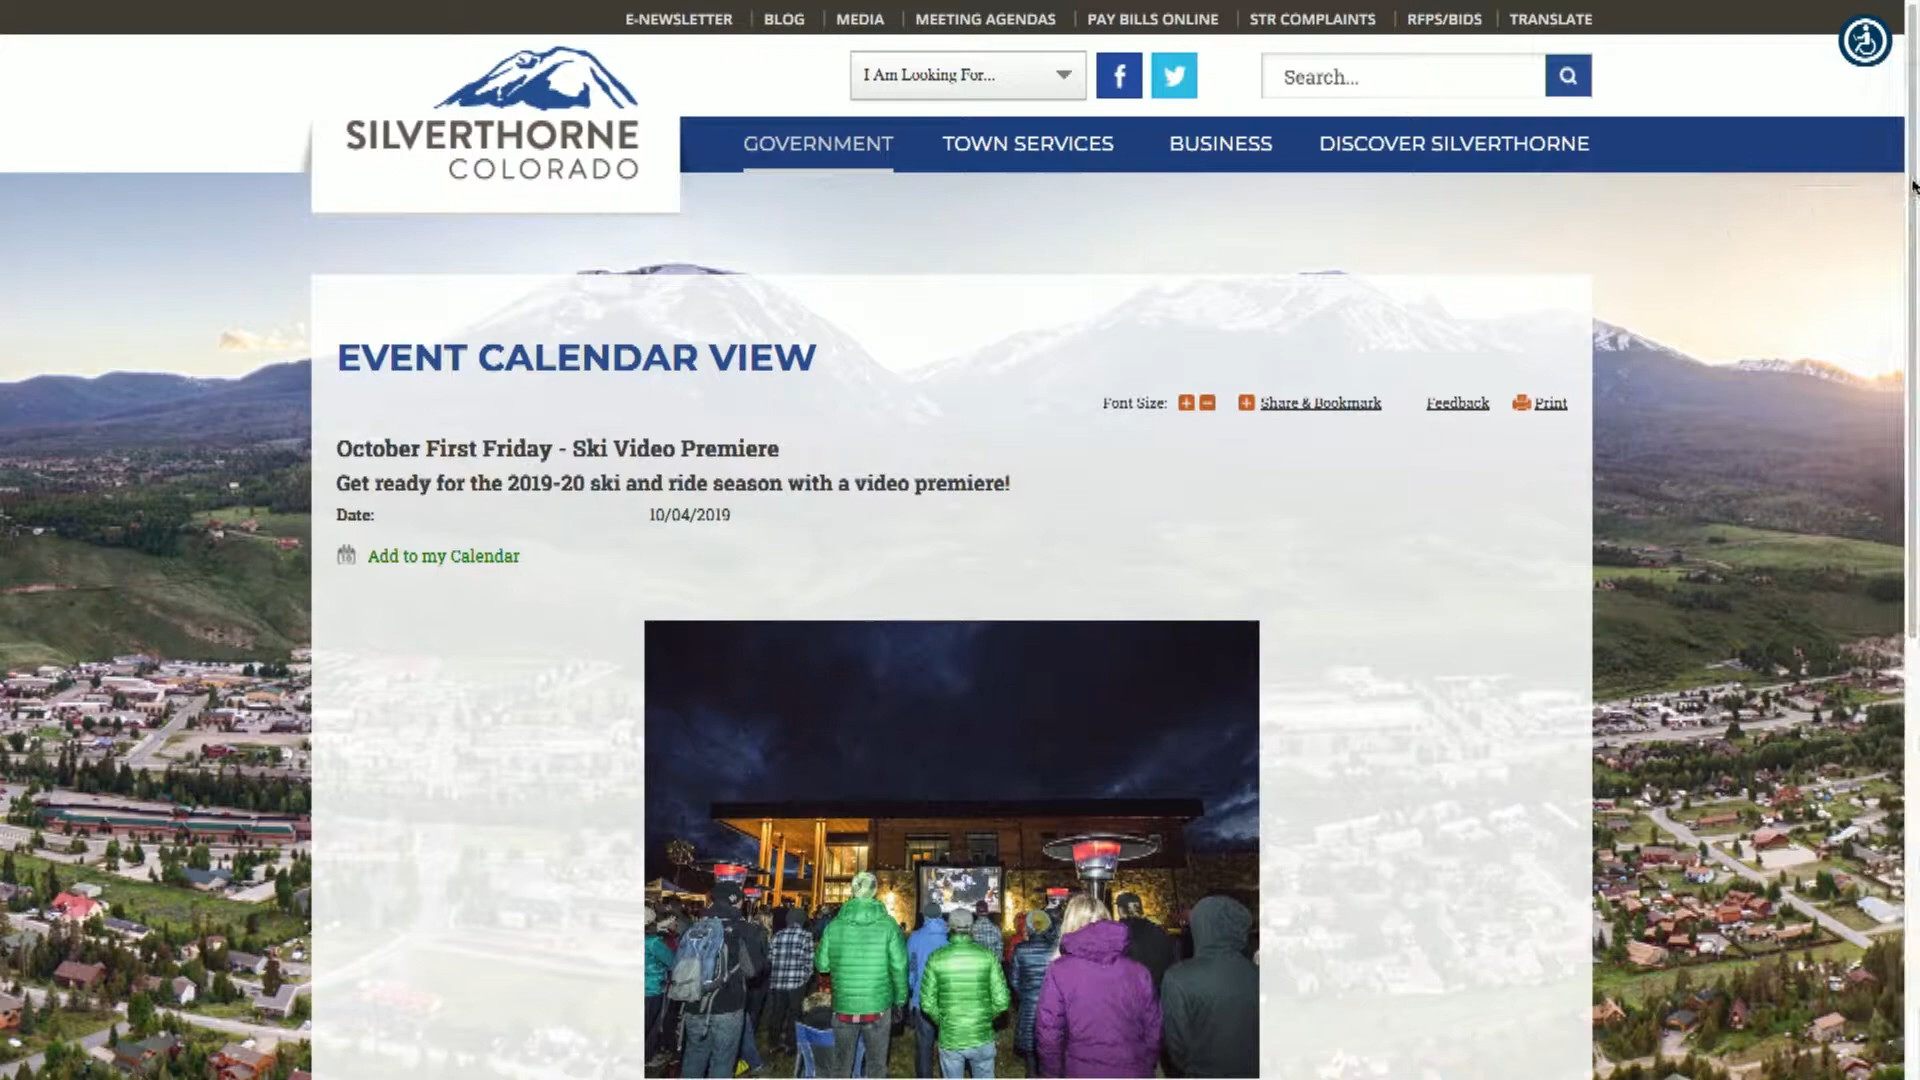 E-NEWSLETTER BLOG MEDIA MEETING AGENDAS PAY BILLS ONLINE STR COMPLAINTS RFPS/BIDS TRANSLATE
I Am Looking For...
Search...
SILVERTHORNE
COLORADO
GOVERNMENT TOWN SERVICES BUSINESS DISCOVER SILVERTHORNE
EVENT CALENDAR VIEW
Font Size: Share & Bookmark Feedback Print
October First Friday - Ski Video Premiere
Get ready for the 2019-20 ski and ride season with a video premiere!
Date: 10/04/2019
Add to my Calendar